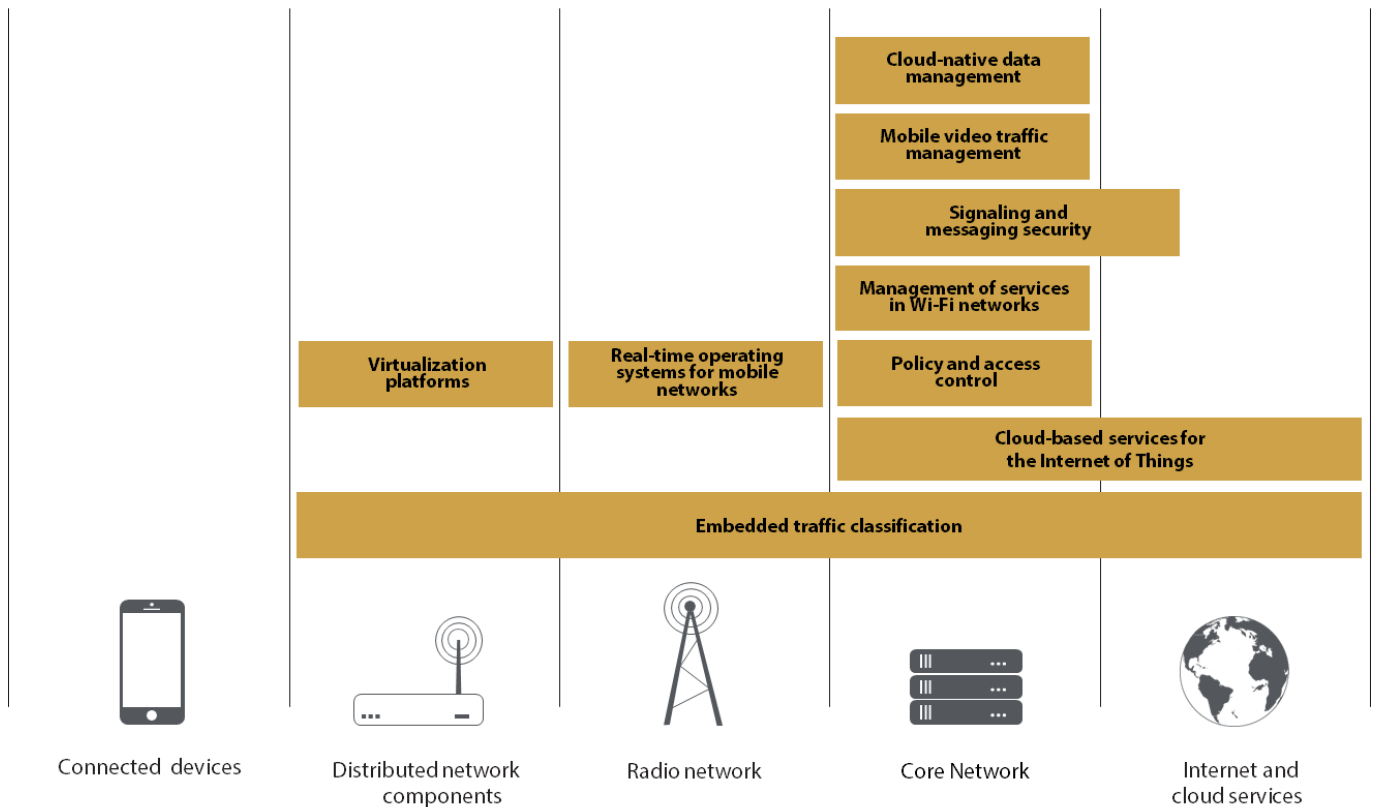 Cloud-native data
management
Mobile video traffic
management
Signaling and
messaging security
Management of services
in Wi-Fi networks
Virtualization
platforms
Real-time operating
systems for mobile
networks
Policy and access
control
Cloud-based services for
the Internet of Things
Embedded traffic classification
Connected devices
Distributed network
components
Radio network
Core Network
Internet and
cloud services